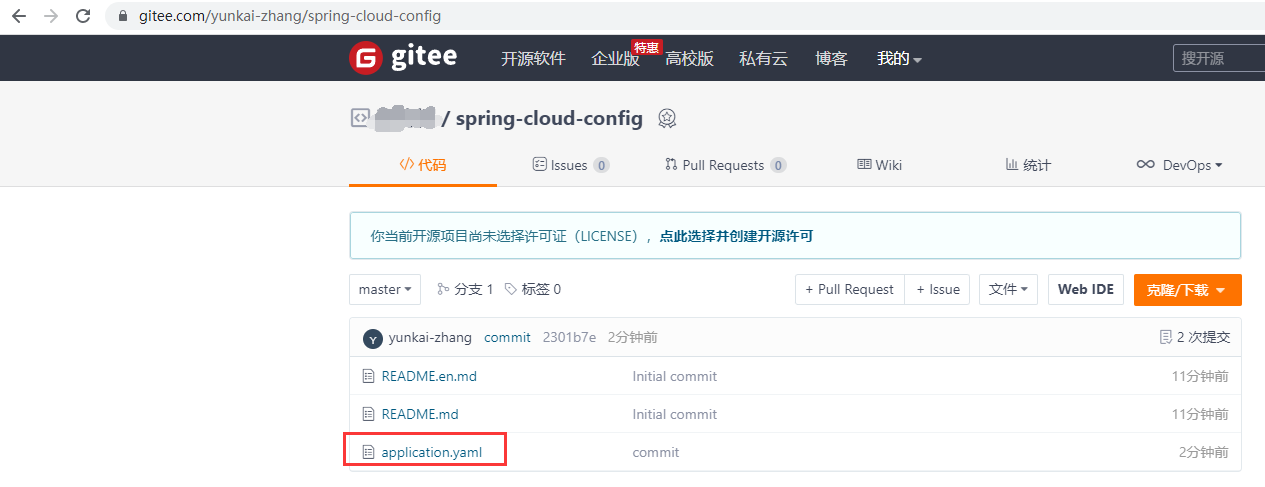 gitee.com/yunkai-zhang/spring-cloud-config
G gitee 开源软件 企业版 特惠 高校版 私有云 博客 我的 搜开源
/ spring-cloud-config
代码 Issues 0 Pull Requests 0 Wiki 统计 DevOps
你当前开源项目尚未选择许可证（LICENSE），点此选择并创建开源许可
master 分支 1 标签 0 + Pull Request + Issue 文件 Web IDE 克隆/下载
Y yunkai-zhang commit 2301b7e 2分钟前 2 次提交
README.en.md Initial commit 11分钟前
README.md Initial commit 11分钟前
application.yaml commit 2分钟前